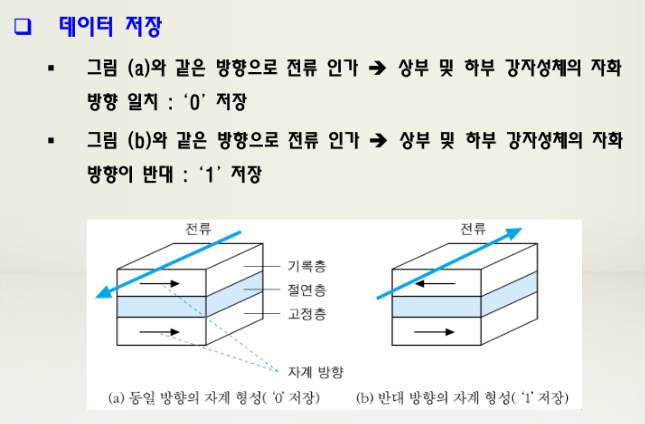 ❑ 데이터 저장
▪ 그림 (a)와 같은 방향으로 전류 인가 ➔ 상부 및 하부 강자성체의 자화
방향 일치 : ‘0’ 저장
▪ 그림 (b)와 같은 방향으로 전류 인가 ➔ 상부 및 하부 강자성체의 자화
방향이 반대 : ‘1’ 저장
전류
전류
기록층
절연층
고정층
자계 방향
(a) 동일 방향의 자계 형성( ‘0’ 저장)
(b) 반대 방향의 자계 형성( ‘1’ 저장)